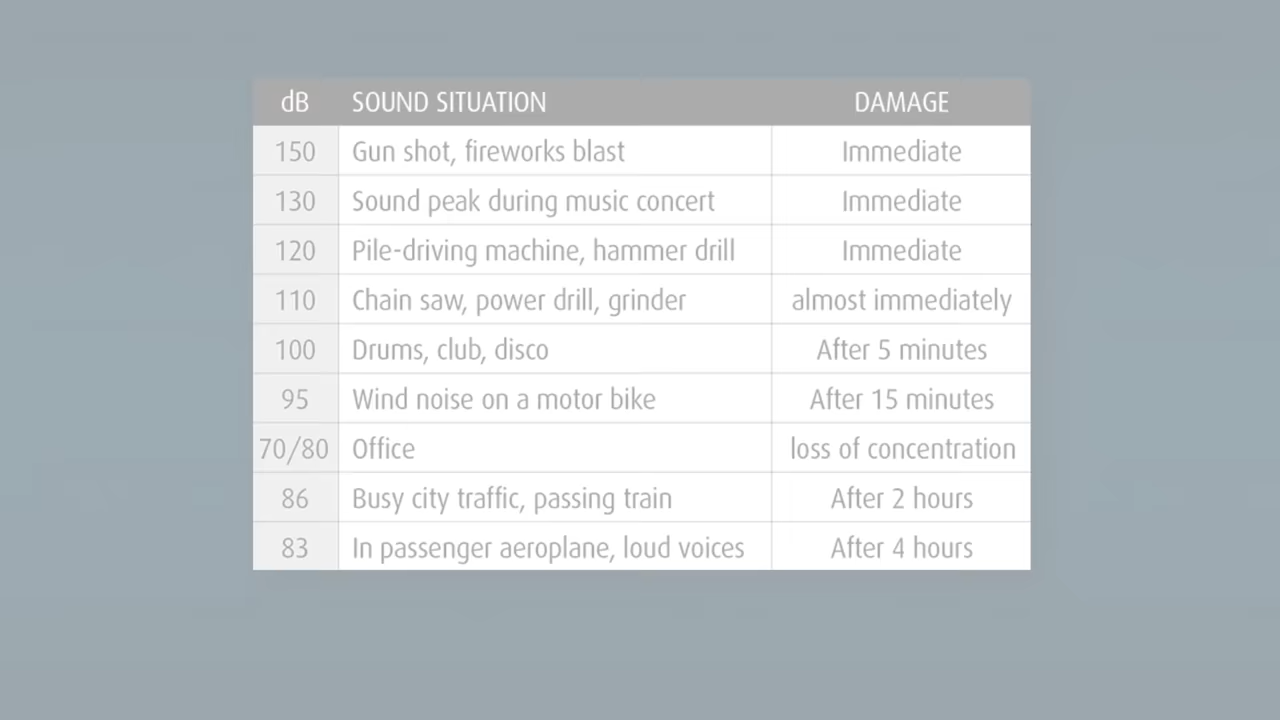 dB SOUND SITUATION DAMAGE
150 Gun shot, fireworks blast Immediate
130 Sound peak during music concert Immediate
120 Pile-driving machine, hammer drill Immediate
110 Chain saw, power drill, grinder almost immediately
100 Drums, club, disco After 5 minutes
95 Wind noise on a motor bike After 15 minutes
70/80 Office loss of concentration
86 Busy city traffic, passing train After 2 hours
83 In passenger aeroplane, loud voices After 4 hours